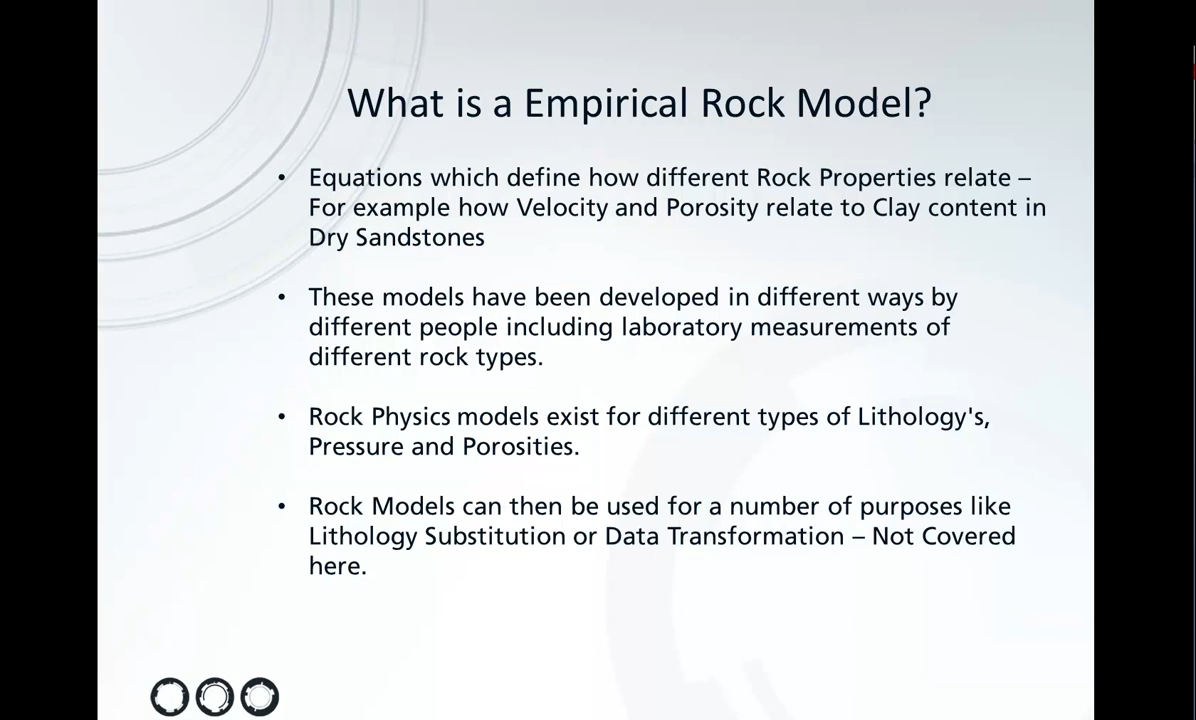 What is a Empirical Rock Model?
• Equations which define how different Rock Properties relate –
For example how Velocity and Porosity relate to Clay content in
Dry Sandstones
• These models have been developed in different ways by
different people including laboratory measurements of
different rock types.
• Rock Physics models exist for different types of Lithology's,
Pressure and Porosities.
• Rock Models can then be used for a number of purposes like
Lithology Substitution or Data Transformation – Not Covered
here.